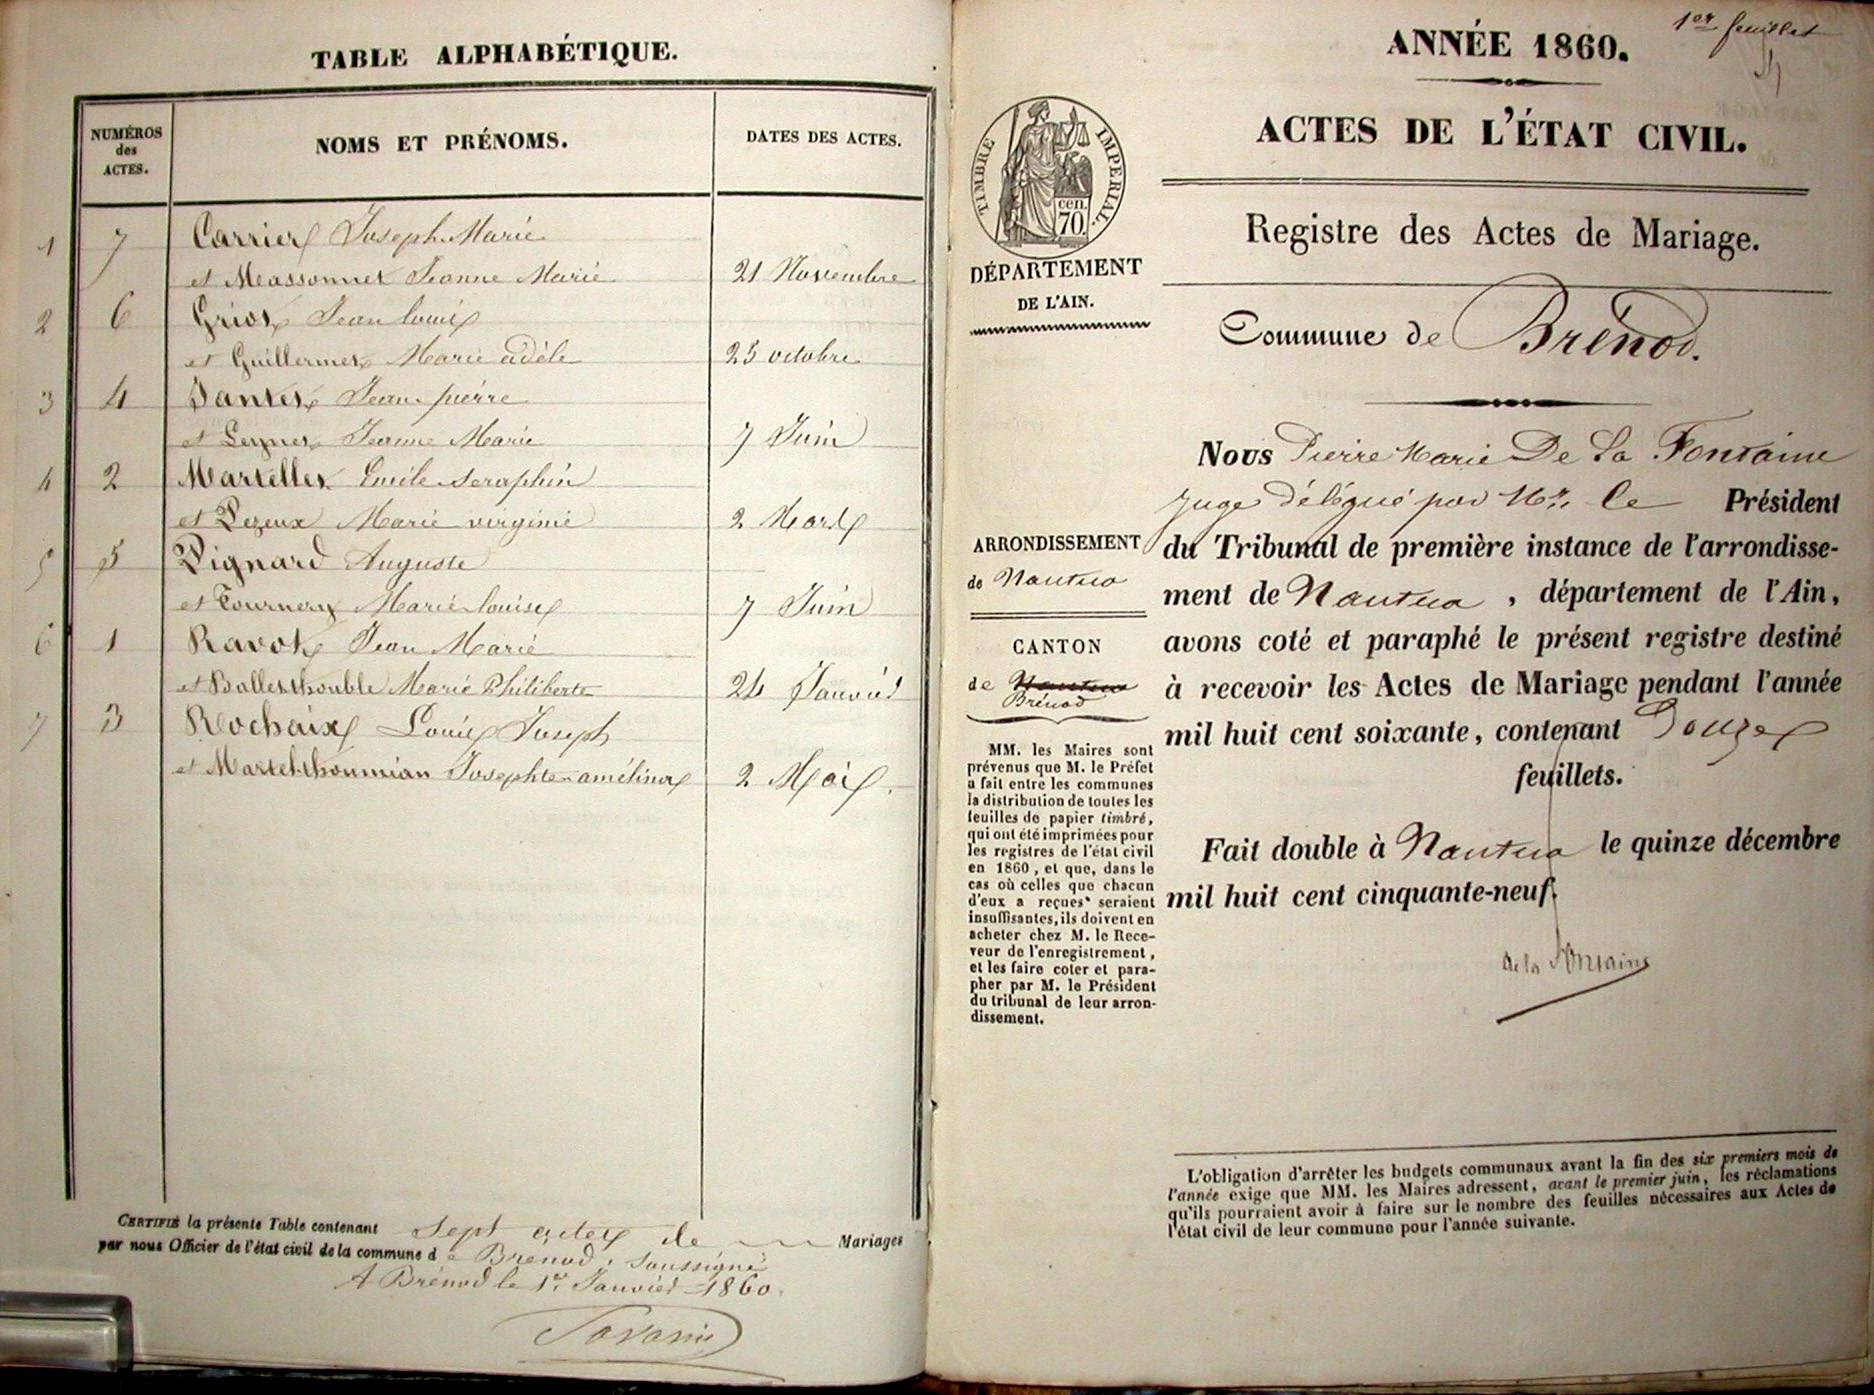 TABLE ALPHABÉTIQUE.
NUMÉROS
des
ACTES.
NOMS ET PRÉNOMS.
DATES DES ACTES.
1 7 Carrier Joseph Marie
et Massonnet Jeanne Marie 21 Novembre
2 6 Griot Jean Louis
et Guillermet Marie adèle 25 octobre
3 4 Jantet Jean pierre
et Jeanne Marie 7 Juin
4 2 Martellet Emile Seraphin
et Pezeux Marie virginie 2 Mars
5 5 Pignard Auguste
et Tournery Marie louise 7 Juin
6 1 Ravot Jean Marie
et Ballet thouble Marie Philiberte 24 Janvier
7 3 Rochaix Louis Joseph
et Martel-thoumian Josephte 2 Mai
CERTIFIÉ la présente Table contenant Sept actes de Mariages
par nous Officier de l'état civil de la commune de Brenod, soussigné
A Brénod le 1er Janvier 1860.
1er feuillet
ANNÉE 1860.
ACTES DE L'ÉTAT CIVIL.
TIMBRE IMPÉRIAL.
cen.
70.
Registre des Actes de Mariage.
DÉPARTEMENT
DE L'AIN.
Commune de Brénod.
Nous Pierre Marie De La Fontaine
Juge délégué par Mr. le Président
du Tribunal de première instance de l'arrondisse-
ment de Nantua, département de l'Ain,
avons coté et paraphé le présent registre destiné
à recevoir les Actes de Mariage pendant l'année
mil huit cent soixante, contenant Douze
feuillets.
Fait double à Nantua le quinze décembre
mil huit cent cinquante-neuf.
de la Fontaine
ARRONDISSEMENT
de Nantua
CANTON
de Nantua
Brénod
MM. les Maires sont
prévenus que M. le Préfet
a fait entre les communes
la distribution de toutes les
feuilles de papier timbré,
qui ont été imprimées pour
les registres de l'état civil
en 1860, et que, dans le
cas où celles que chacun
d'eux a reçues seraient
insuffisantes, ils doivent en
acheter chez M. le Rece-
veur de l'enregistrement,
et les faire coter et para-
pher par M. le Président
du tribunal de leur arron-
dissement.
L'obligation d'arrêter les budgets communaux avant la fin des six premiers mois de
l'année exige que MM. les Maires adressent, avant le premier juin, les réclamations
qu'ils pourraient avoir à faire sur le nombre des feuilles nécessaires aux Actes de
l'état civil de leur commune pour l'année suivante.